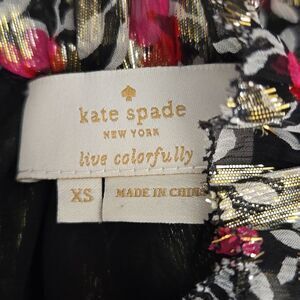 kate spade
NEW YORK
live colorfully
XS
MADE IN CHINA